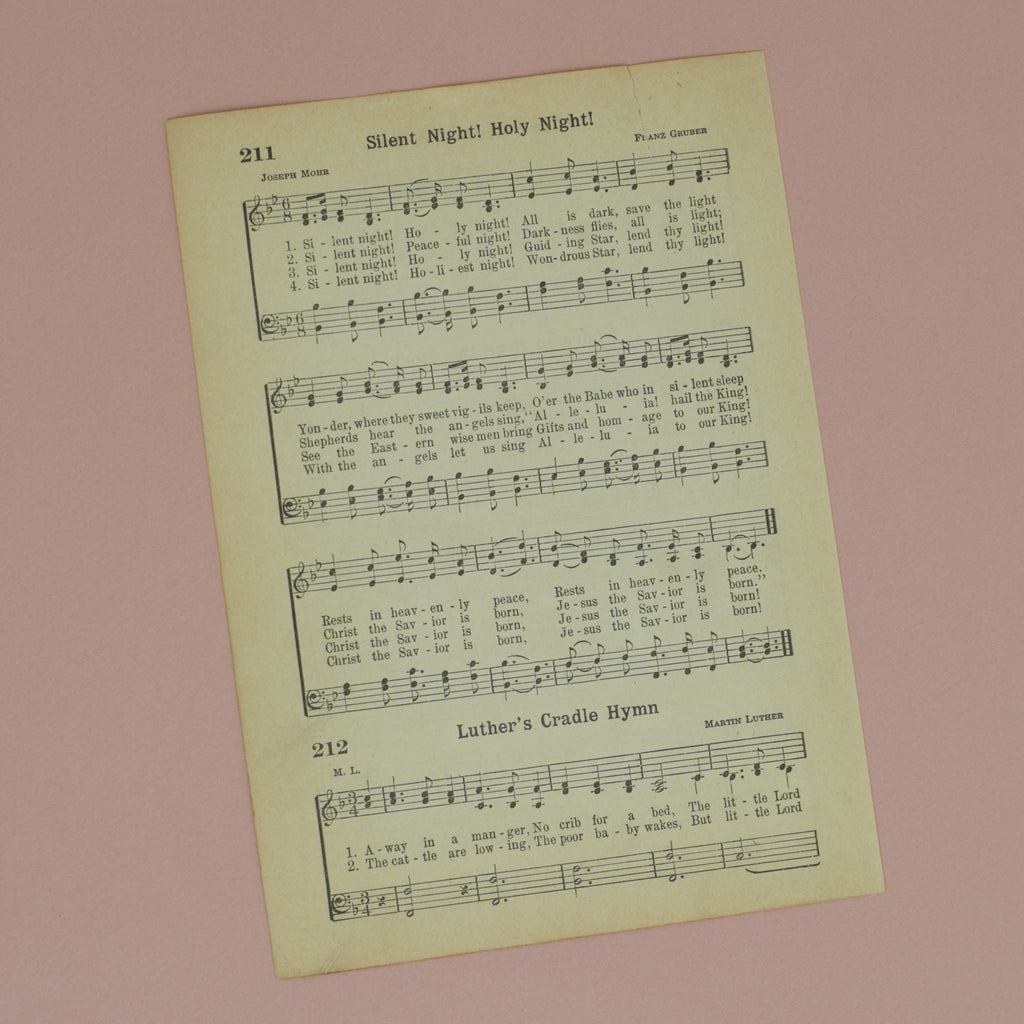 Silent Night! Holy Night!
211
JOSEPH MOHR
FRANZ GRUBER
6
8
1. Si - lent night! Ho - ly night! All is dark, save the light
2. Si - lent night! Peace - ful night! Dark - ness flies, all is light;
3. Si - lent night! Ho - ly night! Guid - ing Star, lend thy light!
4. Si - lent night! Ho - li - est night! Won - drous Star, lend thy light!
6
8
Yon - der, where they sweet vig - ils keep, O'er the Babe who in si - lent sleep
Shepherds hear the an - gels sing, "Al - le - lu - ia! hail the King!
See the East - ern wise men bring Gifts and hom - age to our King!
With the an - gels let us sing Al - le - lu - ia to our King!
Rests in heav - en - ly peace, Rests in heav - en - ly peace.
Christ the Sav - ior is born, Je - sus the Sav - ior is born."
Christ the Sav - ior is born, Je - sus the Sav - ior is born!
Christ the Sav - ior is born, Je - sus the Sav - ior is born!
Luther's Cradle Hymn
212
M. L.
MARTIN LUTHER
3
4
1. A - way in a man - ger, No crib for a bed, The lit - tle Lord
2. The cat - tle are low - ing, The poor ba - by wakes, But lit - tle Lord
3
4